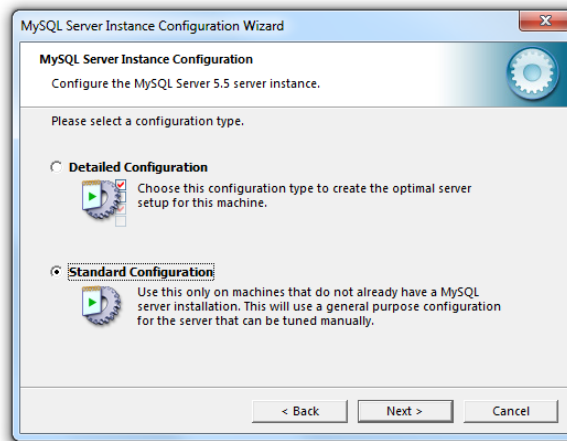 MySQL Server Instance Configuration Wizard
MySQL Server Instance Configuration
Configure the MySQL Server 5.5 server instance.
Please select a configuration type.
Detailed Configuration
Choose this configuration type to create the optimal server
setup for this machine.
Standard Configuration
Use this only on machines that do not already have a MySQL
server installation. This will use a general purpose configuration
for the server that can be tuned manually.
< Back
Next >
Cancel